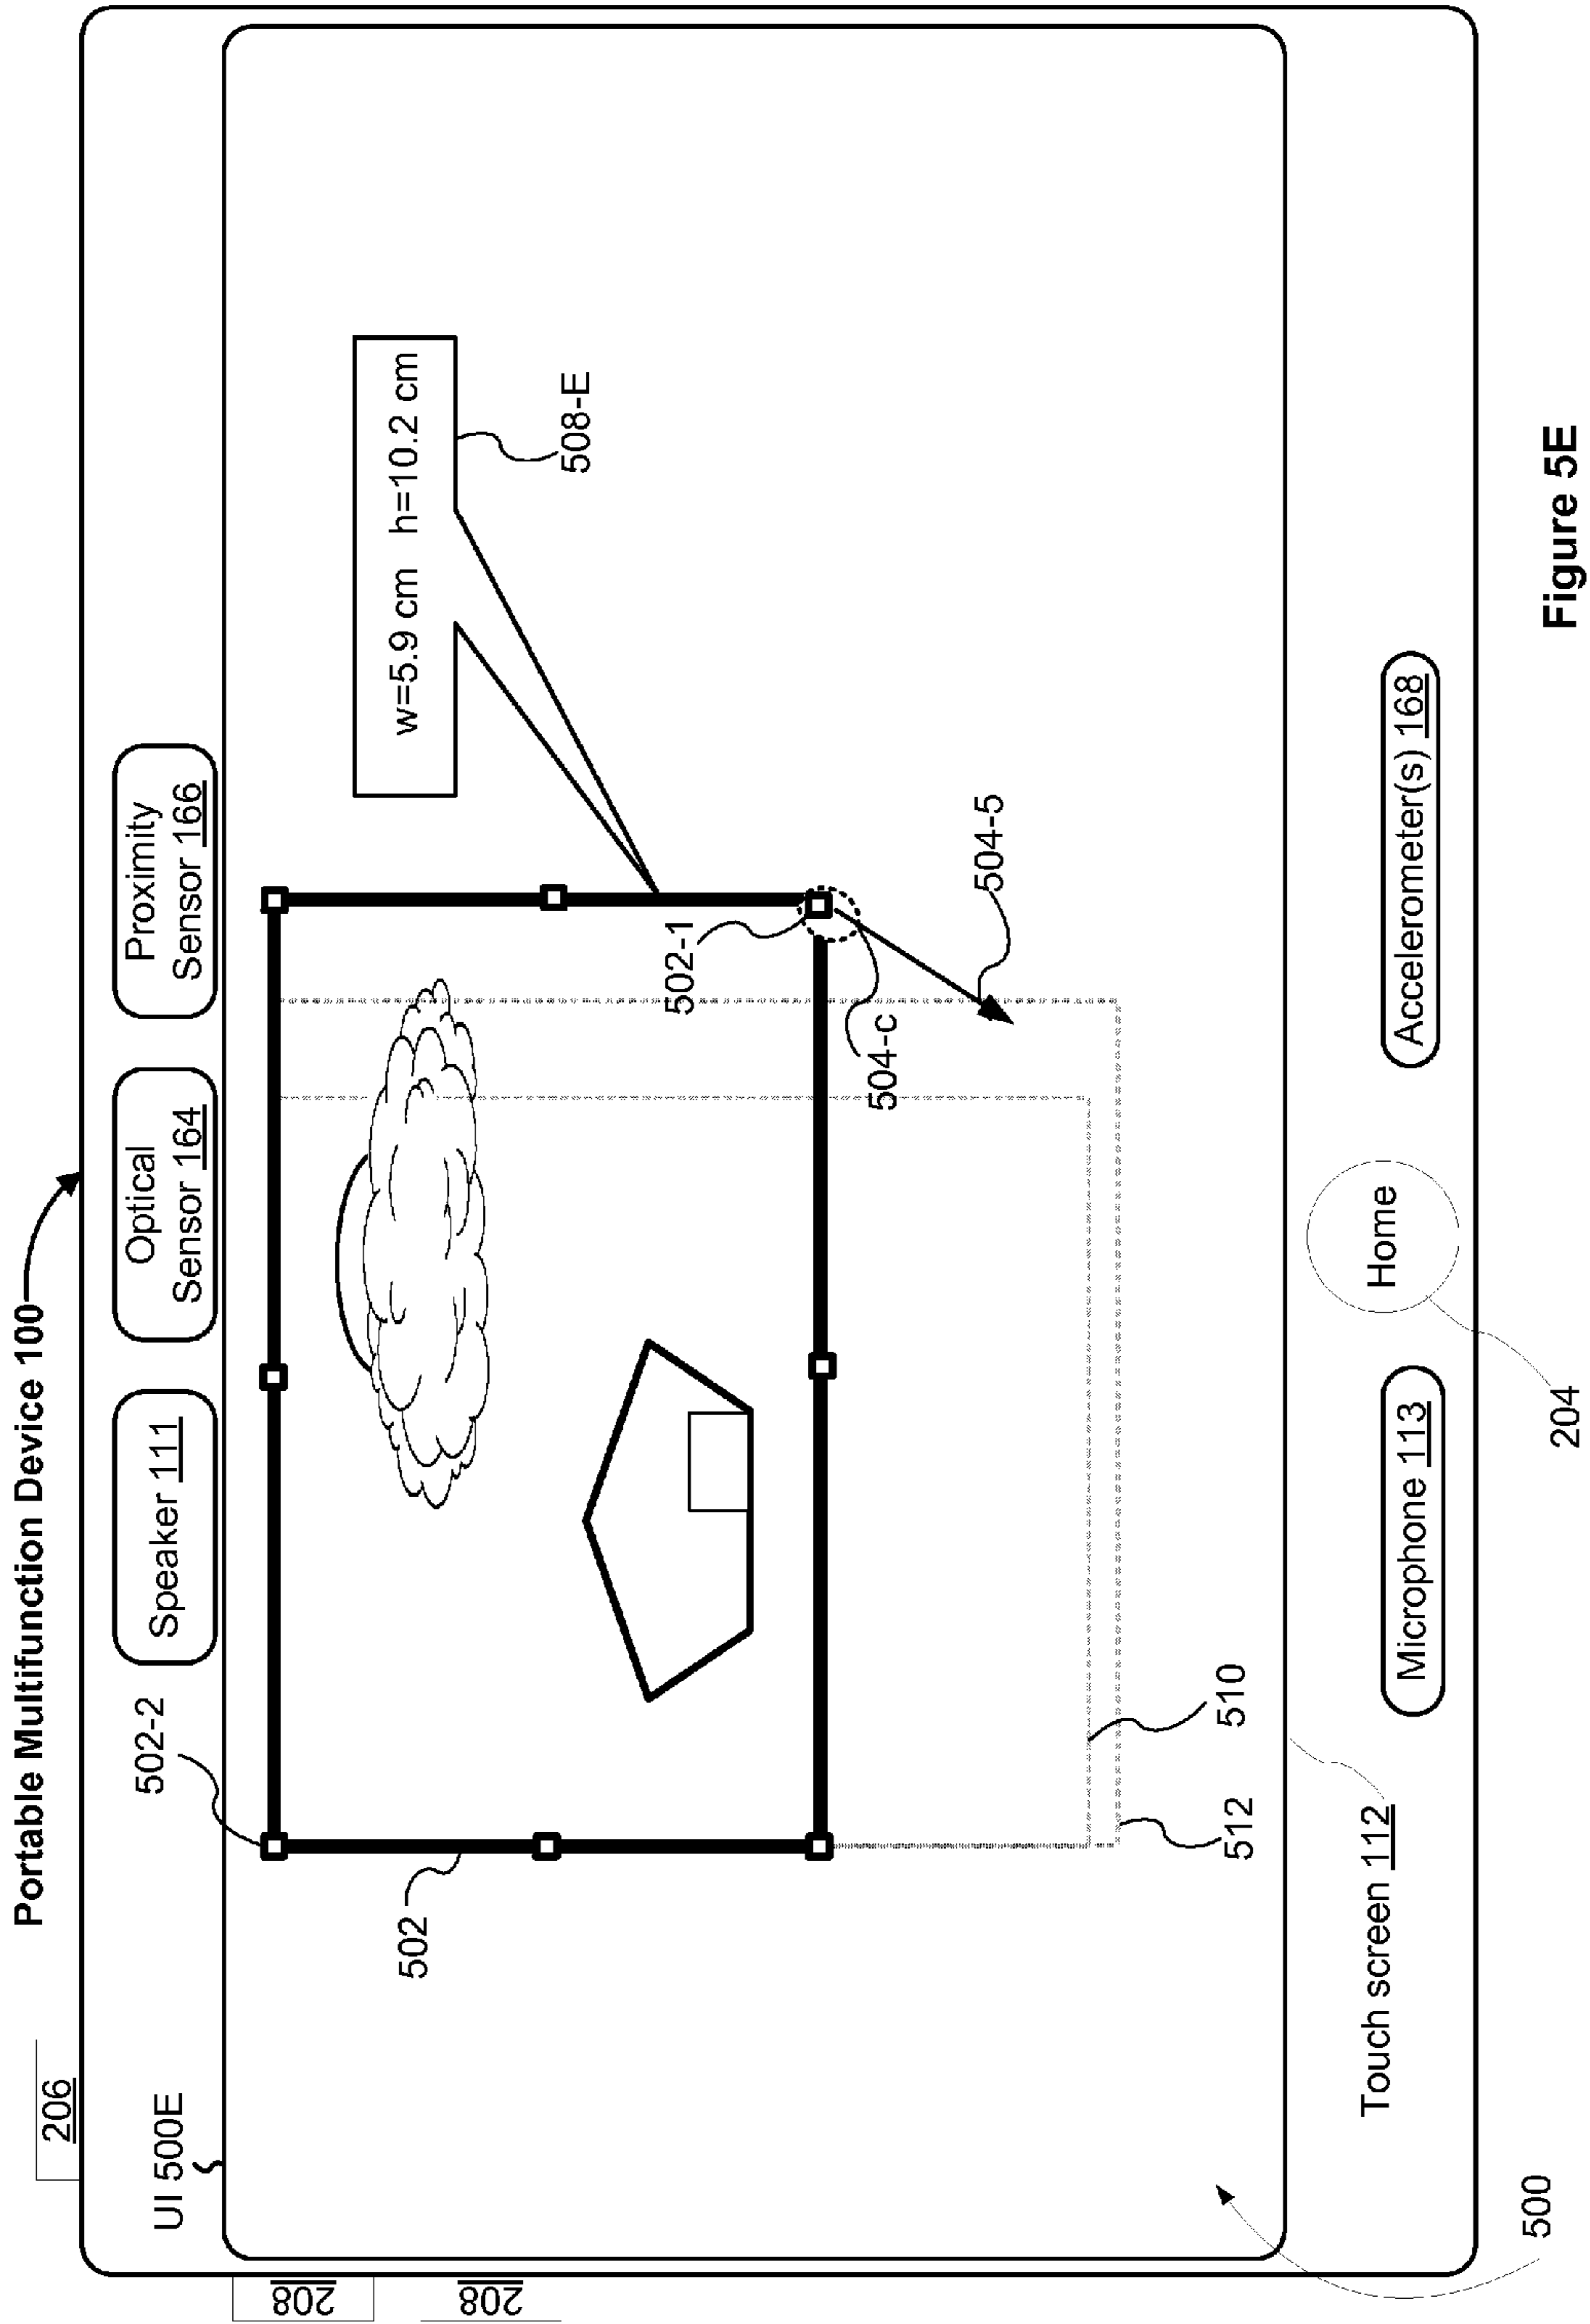 Portable Multifunction Device 100
206
UI 500E
208
208
Speaker 111
Optical
Sensor 164
Proximity
Sensor 166
502-2
502
w=5.9 cm h=10.2 cm
508-E
502-1
504-c
504-5
510
512
Touch screen 112
Microphone 113
Home
Accelerometer(s) 168
204
500
Figure 5E